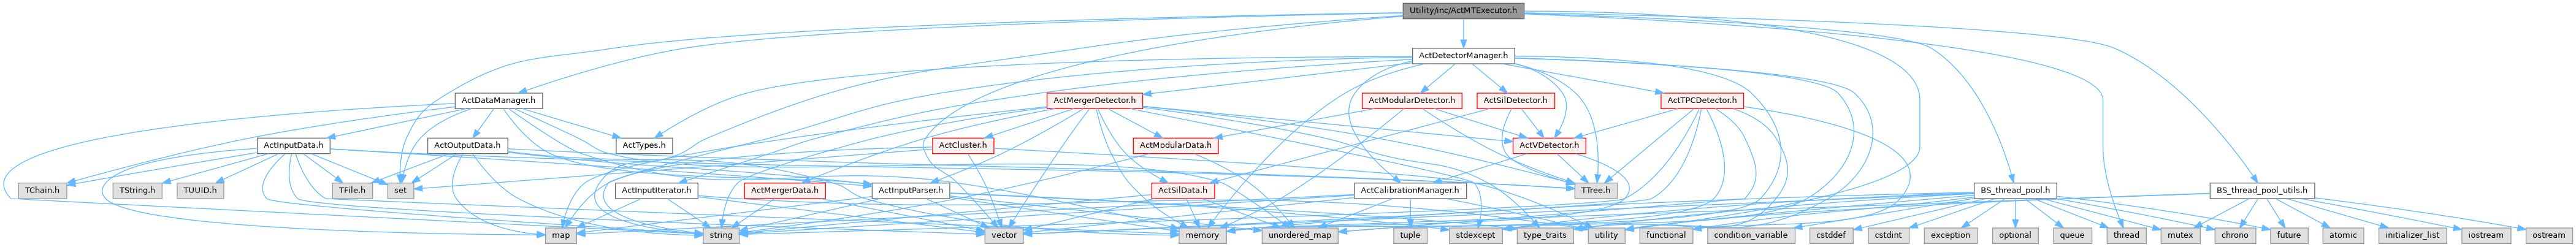 Utility/inc/ActMTExecutor.h
ActDetectorManager.h
ActDataManager.h
ActMergerDetector.h
ActModularDetector.h
ActSilDetector.h
ActTPCDetector.h
ActInputData.h
ActOutputData.h
ActTypes.h
ActCluster.h
ActModularData.h
ActVDetector.h
TChain.h
TString.h
TUUID.h
TFile.h
set
ActInputIterator.h
ActMergerData.h
ActInputParser.h
ActSilData.h
ActCalibrationManager.h
TTree.h
BS_thread_pool.h
BS_thread_pool_utils.h
map
string
vector
memory
unordered_map
tuple
stdexcept
type_traits
utility
functional
condition_variable
cstddef
cstdint
exception
optional
queue
thread
mutex
chrono
future
atomic
initializer_list
iostream
ostream